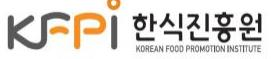 KFPI 한식진흥원
KOREAN FOOD PROMOTION INSTITUTE